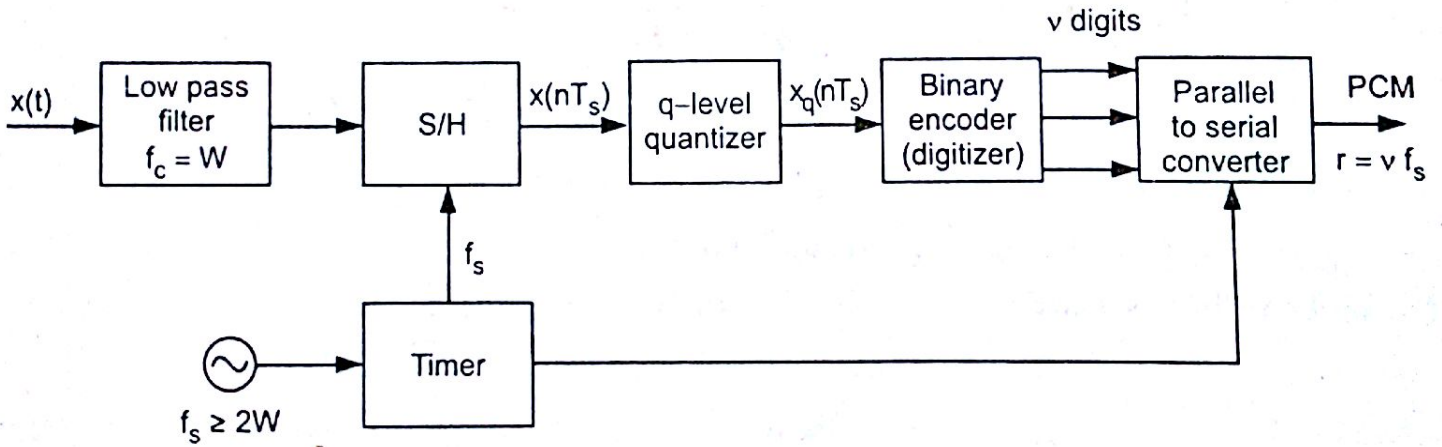 ν digits
x(t)
Low pass
filter
f_c = W
S/H
x(nT_s)
q–level
quantizer
x_q(nT_s)
Binary
encoder
(digitizer)
Parallel
to serial
converter
PCM
r = ν f_s
f_s
Timer
f_s ≥ 2W